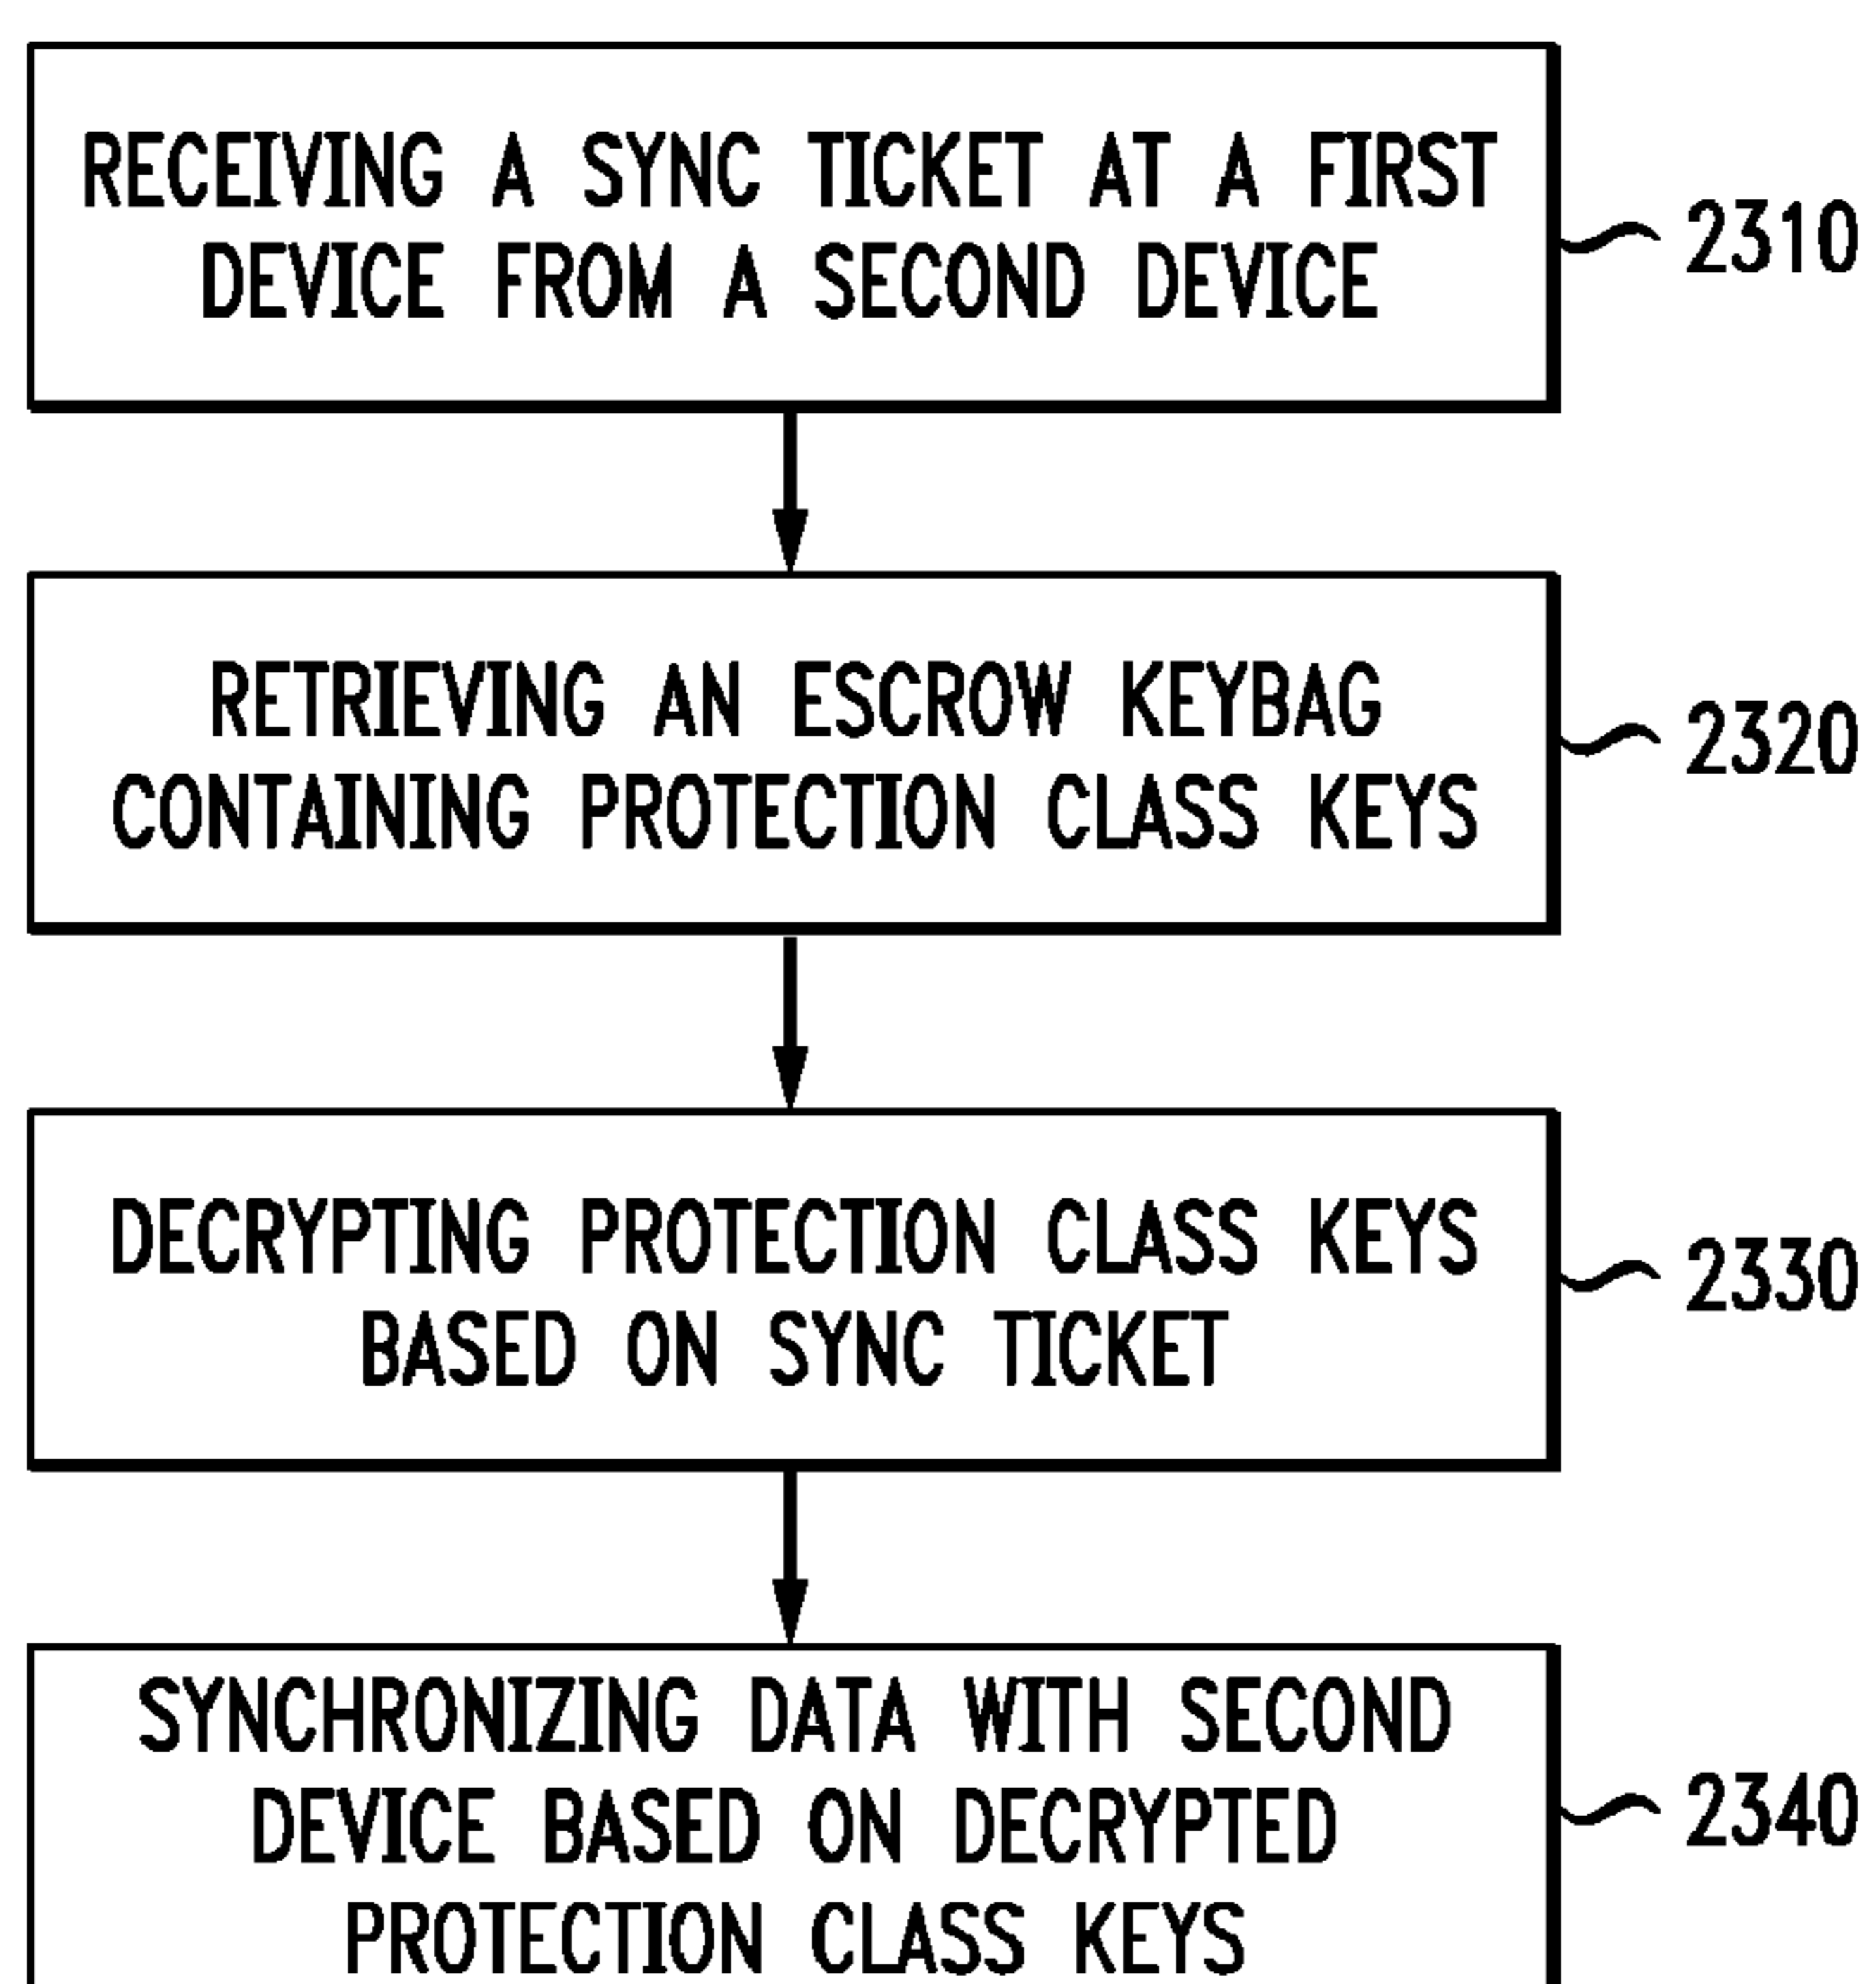 RECEIVING A SYNC TICKET AT A FIRST
DEVICE FROM A SECOND DEVICE
2310
RETRIEVING AN ESCROW KEYBAG
CONTAINING PROTECTION CLASS KEYS
2320
DECRYPTING PROTECTION CLASS KEYS
BASED ON SYNC TICKET
2330
SYNCHRONIZING DATA WITH SECOND
DEVICE BASED ON DECRYPTED
PROTECTION CLASS KEYS
2340